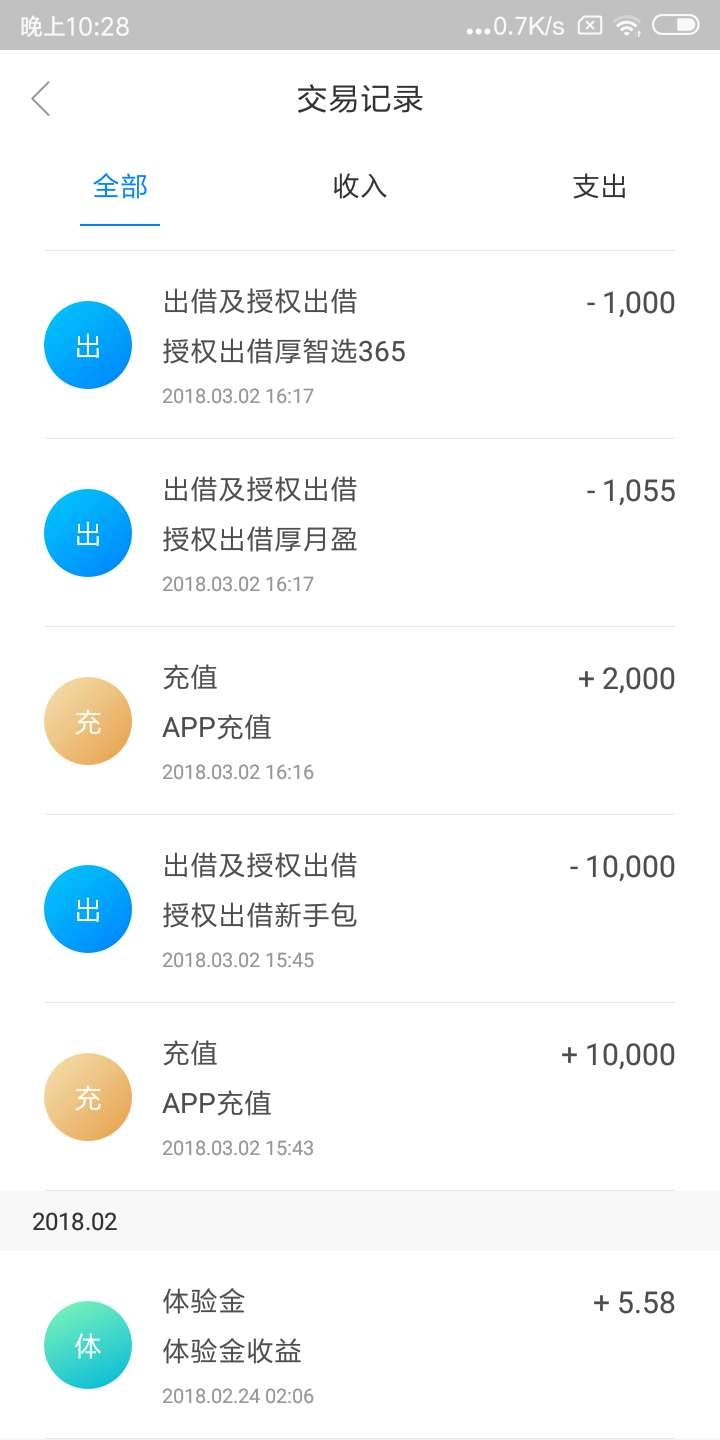 晚上10:28
...0.7K/s
交易记录
全部
收入
支出
出
出借及授权出借
- 1,000
授权出借厚智选365
2018.03.02 16:17
出
出借及授权出借
- 1,055
授权出借厚月盈
2018.03.02 16:17
充
充值
+ 2,000
APP充值
2018.03.02 16:16
出
出借及授权出借
- 10,000
授权出借新手包
2018.03.02 15:45
充
充值
+ 10,000
APP充值
2018.03.02 15:43
2018.02
体
体验金
+ 5.58
体验金收益
2018.02.24 02:06